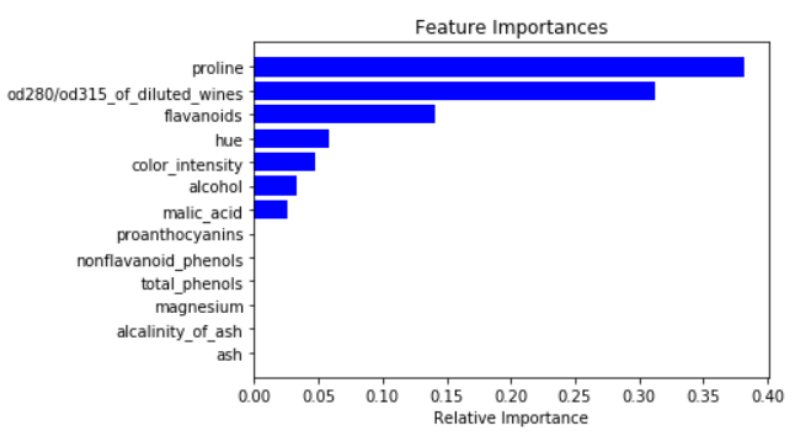 Feature Importances
proline
od280/od315_of_diluted_wines
flavanoids
hue
color_intensity
alcohol
malic_acid
proanthocyanins
nonflavanoid_phenols
total_phenols
magnesium
alcalinity_of_ash
ash
0.00 0.05 0.10 0.15 0.20 0.25 0.30 0.35 0.40
Relative Importance